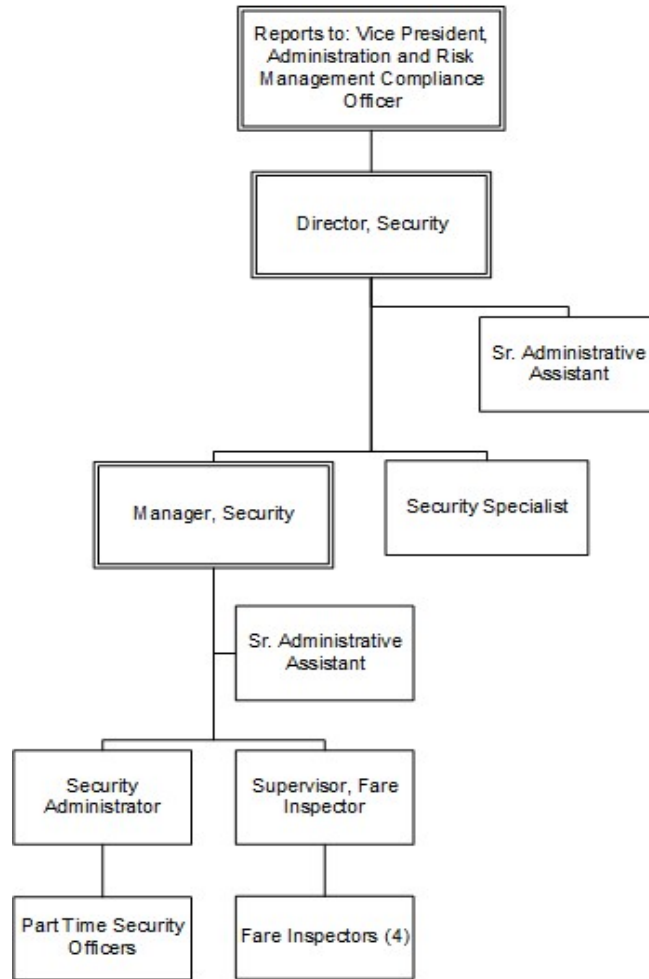 Reports to: Vice President,
Administration and Risk
Management Compliance
Officer
Director, Security
Sr. Administrative
Assistant
Manager, Security
Security Specialist
Sr. Administrative
Assistant
Security
Administrator
Supervisor, Fare
Inspector
Part Time Security
Officers
Fare Inspectors (4)